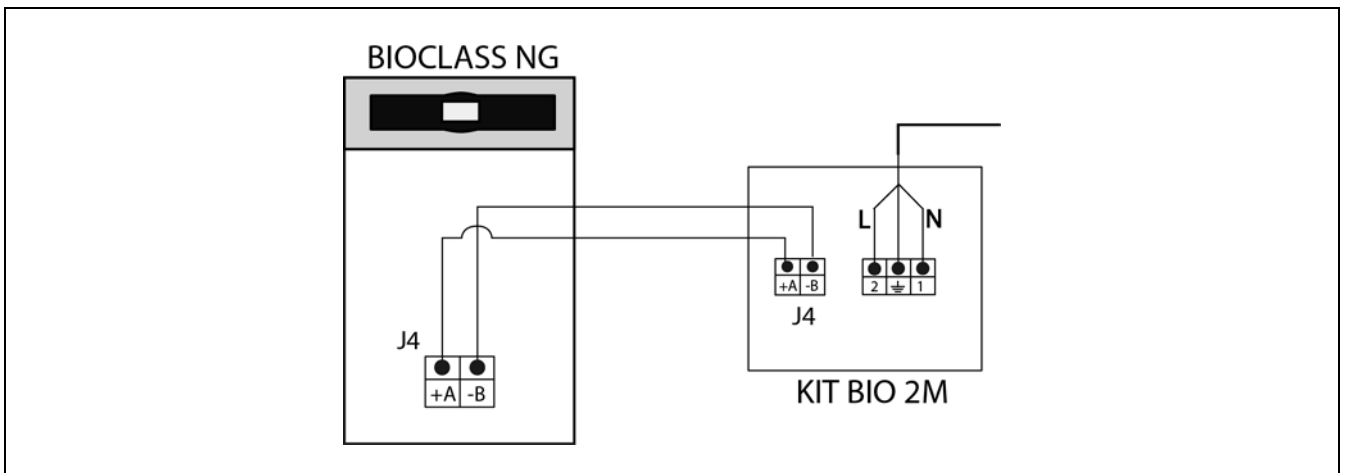 BIOCLASS NG
L N
+A -B
2 ⏚ 1
J4
J4
+A -B
KIT BIO 2M